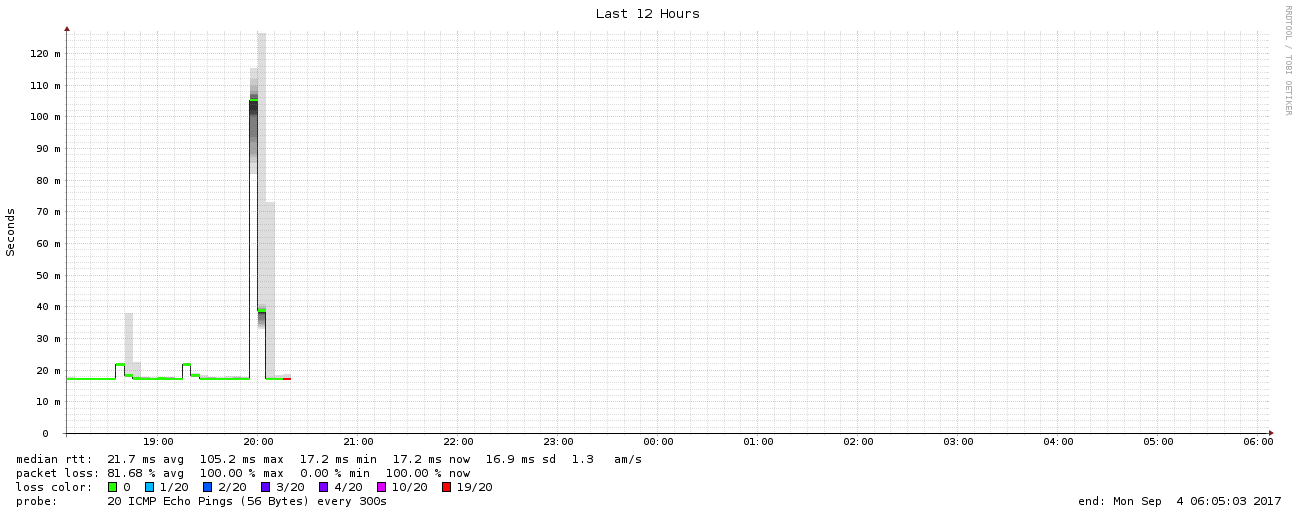 Last 12 Hours
RRDTOOL / TOBI OETIKER
Seconds
120 m
110 m
100 m
90 m
80 m
70 m
60 m
50 m
40 m
30 m
20 m
10 m
0
19:00 20:00 21:00 22:00 23:00 00:00 01:00 02:00 03:00 04:00 05:00 06:00
median rtt: 21.7 ms avg 105.2 ms max 17.2 ms min 17.2 ms now 16.9 ms sd 1.3 am/s
packet loss: 81.68 % avg 100.00 % max 0.00 % min 100.00 % now
loss color: 0 1/20 2/20 3/20 4/20 10/20 19/20
probe: 20 ICMP Echo Pings (56 Bytes) every 300s end: Mon Sep 4 06:05:03 2017